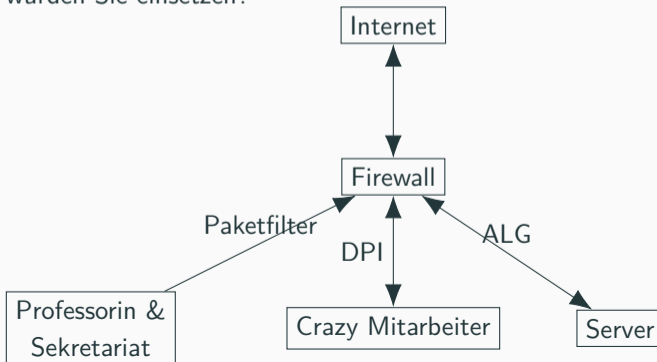 würden Sie einsetzen?
Internet
Firewall
Paketfilter
DPI
ALG
Professorin &
Sekretariat
Crazy Mitarbeiter
Server